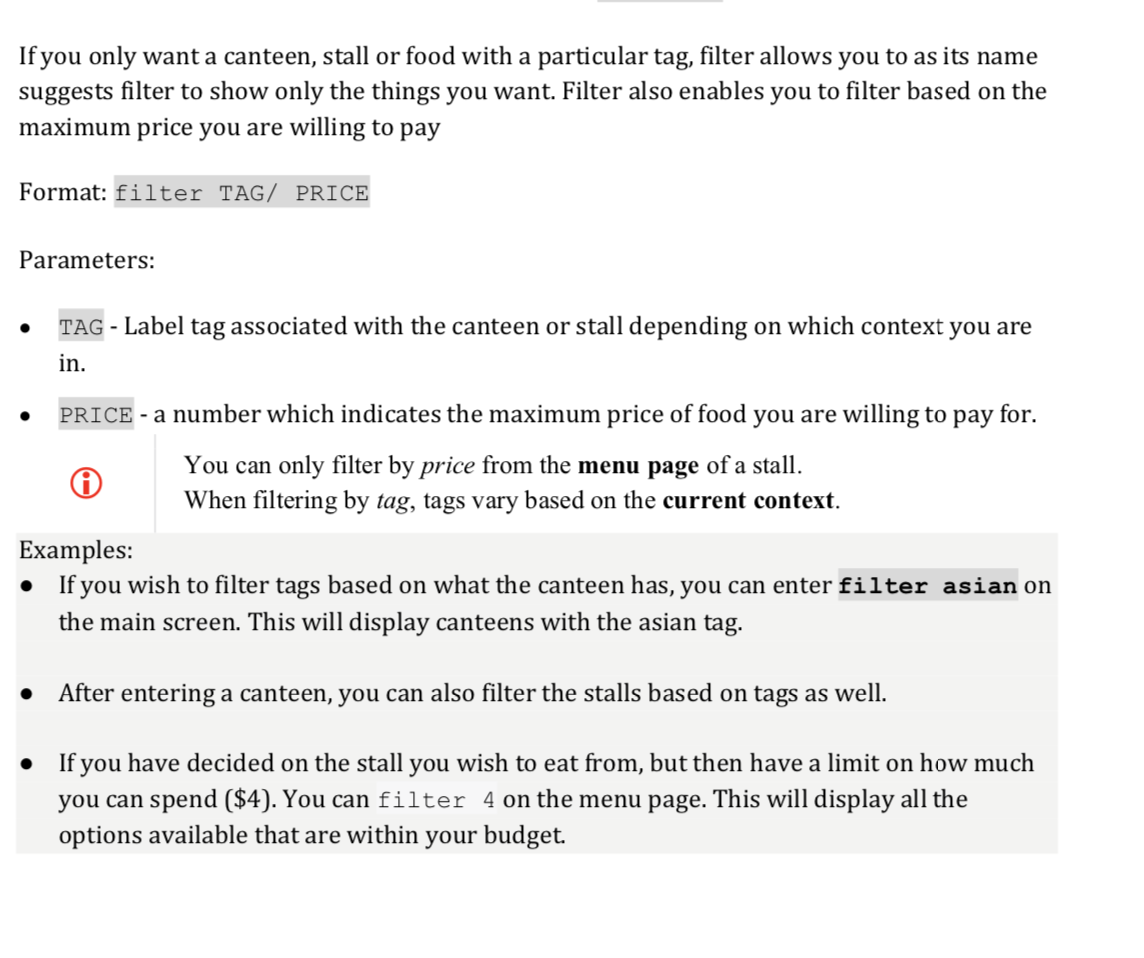 If you only want a canteen, stall or food with a particular tag, filter allows you to as its name
suggests filter to show only the things you want. Filter also enables you to filter based on the
maximum price you are willing to pay
Format: filter TAG/ PRICE
Parameters:
● TAG - Label tag associated with the canteen or stall depending on which context you are
in.
● PRICE - a number which indicates the maximum price of food you are willing to pay for.
You can only filter by price from the menu page of a stall.
When filtering by tag, tags vary based on the current context.
Examples:
● If you wish to filter tags based on what the canteen has, you can enter filter asian on
the main screen. This will display canteens with the asian tag.
● After entering a canteen, you can also filter the stalls based on tags as well.
● If you have decided on the stall you wish to eat from, but then have a limit on how much
you can spend ($4). You can filter 4 on the menu page. This will display all the
options available that are within your budget.